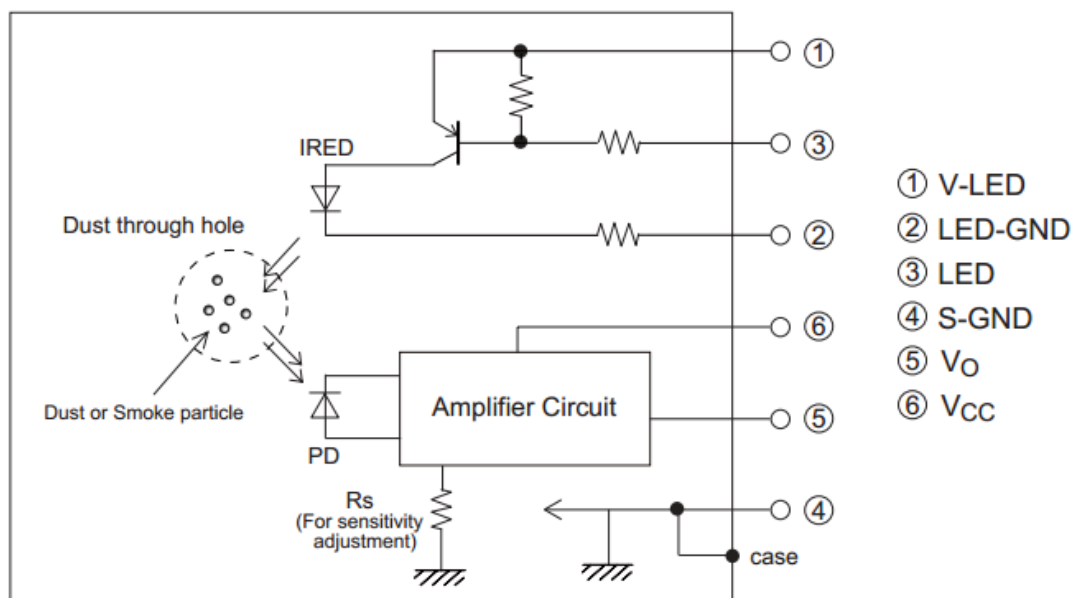 ①
③
IRED
① V-LED
Dust through hole
② LED-GND
②
③ LED
④ S-GND
⑥
⑤ VO
Amplifier Circuit
⑥ VCC
Dust or Smoke particle
⑤
PD
Rs
(For sensitivity
adjustment)
④
case